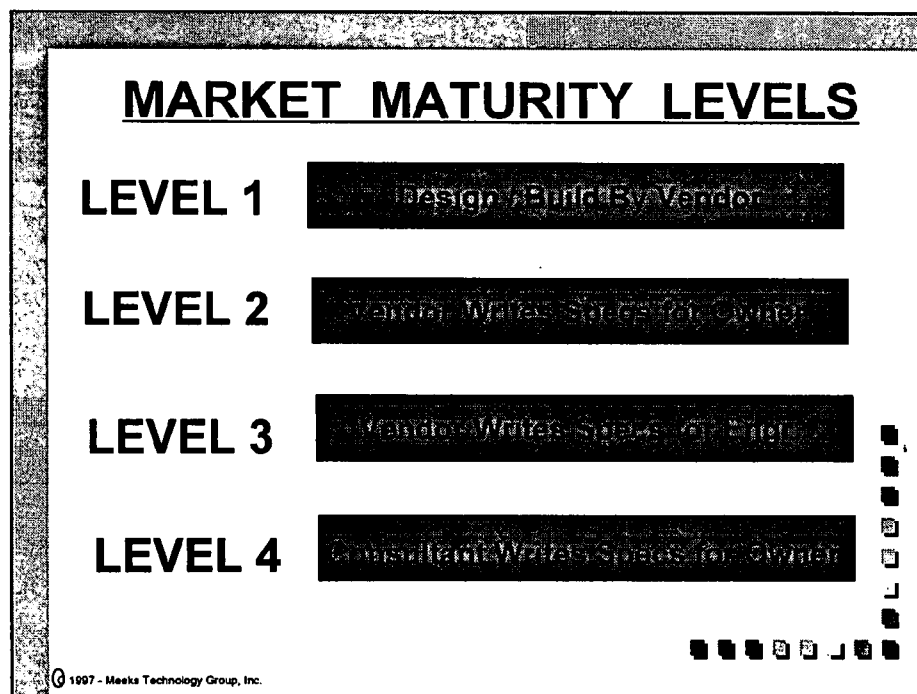 MARKET MATURITY LEVELS
LEVEL 1 Design / Build By Vendor
LEVEL 2 Vendor Writes Specs for Owner
LEVEL 3 Vendor Writes Specs for Engr
LEVEL 4 Consultant Writes Specs for Owner
© 1997 - Meeks Technology Group, Inc.